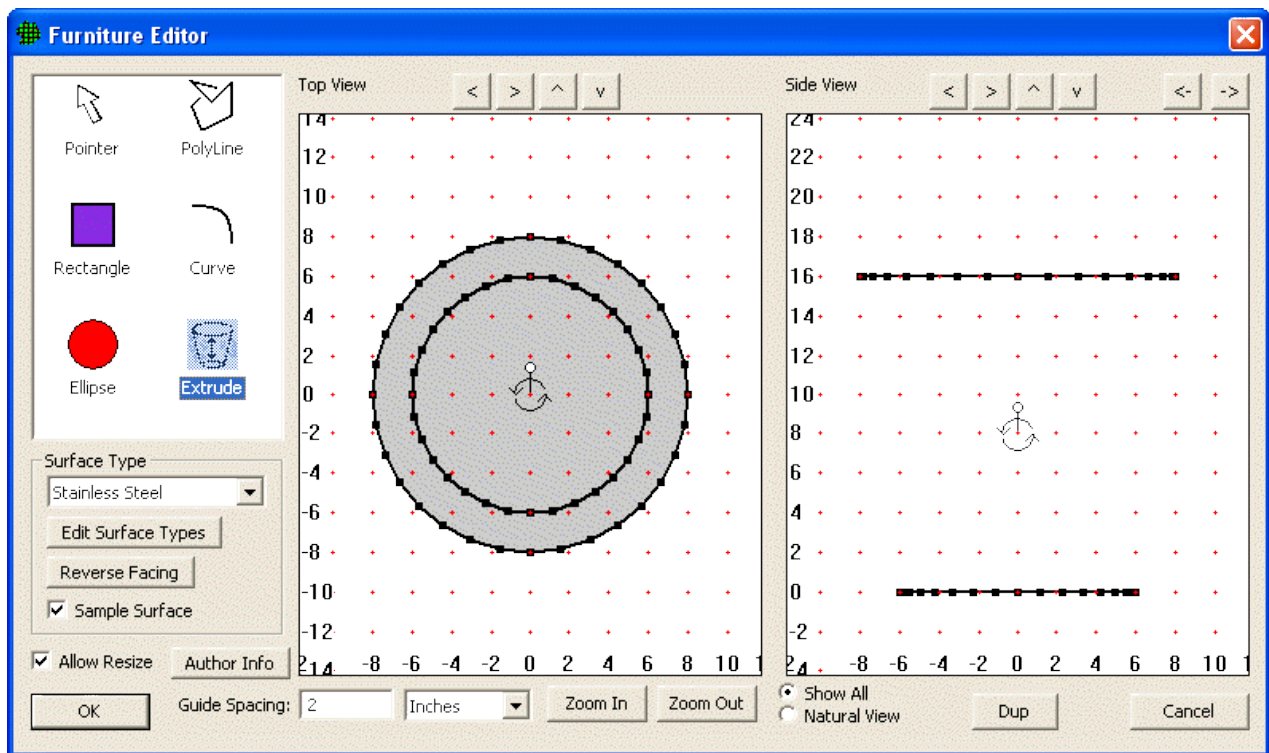 Furniture Editor
Pointer PolyLine
Rectangle Curve
Ellipse Extrude
Surface Type
Stainless Steel
Edit Surface Types
Reverse Facing
Sample Surface
Allow Resize Author Info
OK
Top View < > ^ v
14
12
10
8
6
4
2
0
-2
-4
-6
-8
-10
-12
-14
-8 -6 -4 -2 0 2 4 6 8 10
Guide Spacing: 2 Inches Zoom In Zoom Out
Side View < > ^ v <- ->
24
22
20
18
16
14
12
10
8
6
4
2
0
-2
-8 -6 -4 -2 0 2 4 6 8 10
Show All
Natural View
Dup Cancel